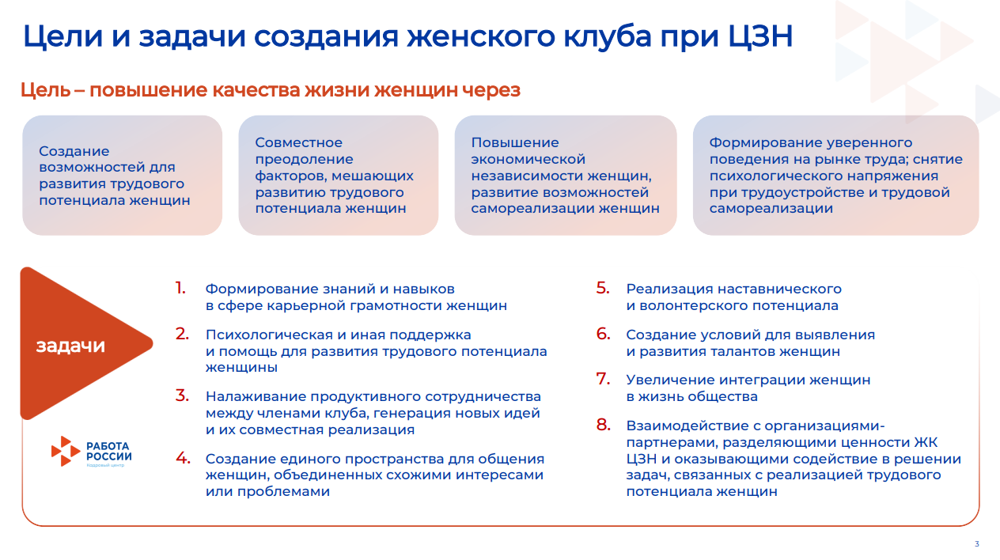 Цели и задачи создания женского клуба при ЦЗН
Цель – повышение качества жизни женщин через
Создание
возможностей для
развития трудового
потенциала женщин
Совместное
преодоление
факторов, мешающих
развитию трудового
потенциала женщин
Повышение
экономической
независимости женщин,
развитие возможностей
самореализации женщин
Формирование уверенного
поведения на рынке труда; снятие
психологического напряжения
при трудоустройстве и трудовой
самореализации
задачи
1. Формирование знаний и навыков
в сфере карьерной грамотности женщин
2. Психологическая и иная поддержка
и помощь для развития трудового потенциала
женщины
3. Налаживание продуктивного сотрудничества
между членами клуба, генерация новых идей
и их совместная реализация
4. Создание единого пространства для общения
женщин, объединенных схожими интересами
или проблемами
5. Реализация наставнического
и волонтерского потенциала
6. Создание условий для выявления
и развития талантов женщин
7. Увеличение интеграции женщин
в жизнь общества
8. Взаимодействие с организациями-
партнерами, разделяющими ценности ЖК
ЦЗН и оказывающими содействие в решении
задач, связанных с реализацией трудового
потенциала женщин
РАБОТА
РОССИИ
Кадровый центр
3